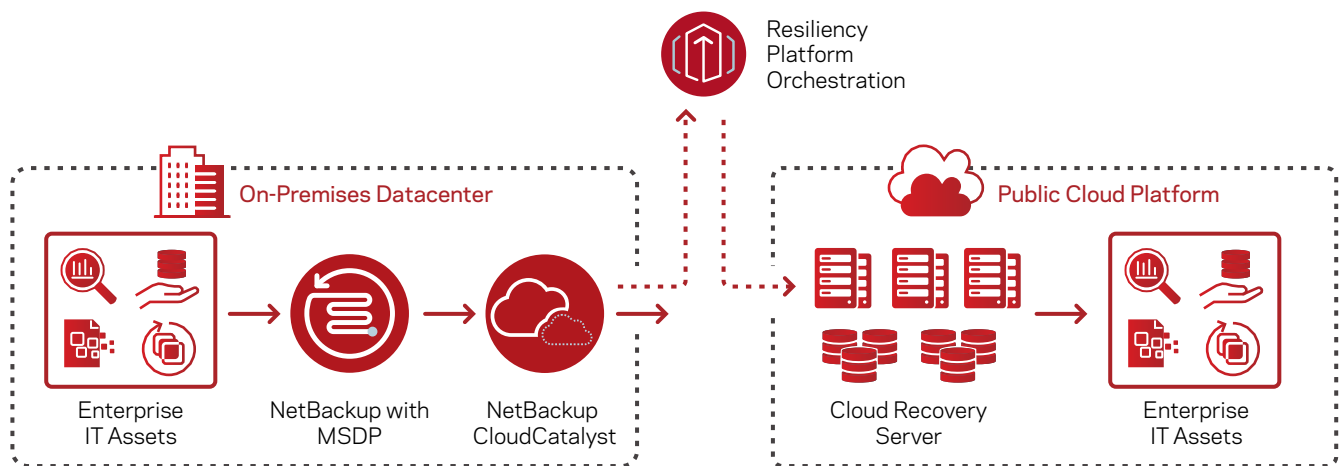 Resiliency
Platform
Orchestration
On-Premises Datacenter
Public Cloud Platform
Enterprise
IT Assets
NetBackup with
MSDP
NetBackup
CloudCatalyst
Cloud Recovery
Server
Enterprise
IT Assets